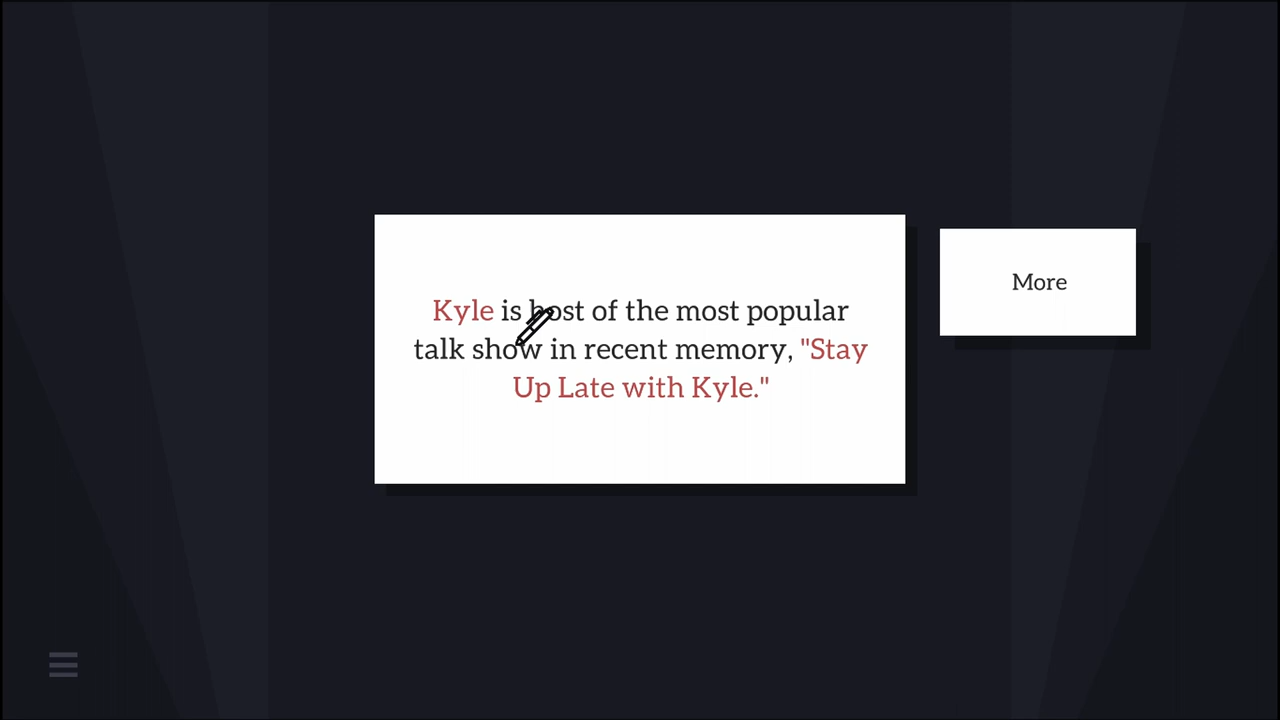 Kyle is host of the most popular
talk show in recent memory, "Stay
Up Late with Kyle."
More